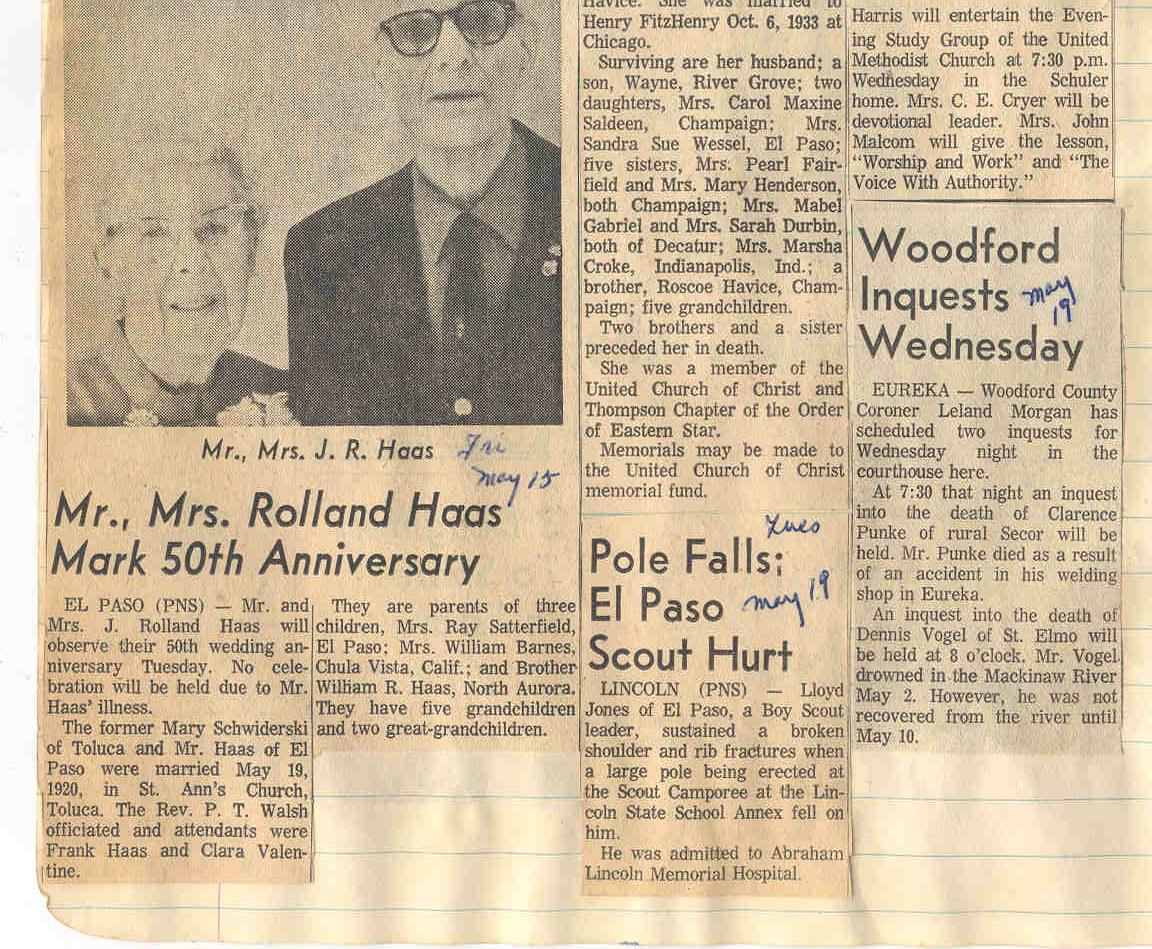 Mr., Mrs. J. R. Haas Fri
May 15
Mr., Mrs. Rolland Haas
Mark 50th Anniversary
EL PASO (PNS) — Mr. and
Mrs. J. Rolland Haas will
observe their 50th wedding an-
niversary Tuesday. No cele-
bration will be held due to Mr.
Haas' illness.
The former Mary Schwiderski
of Toluca and Mr. Haas of El
Paso were married May 19,
1920, in St. Ann's Church,
Toluca. The Rev. P. T. Walsh
officiated and attendants were
Frank Haas and Clara Valen-
tine.
They are parents of three
children, Mrs. Ray Satterfield,
El Paso; Mrs. William Barnes,
Chula Vista, Calif.; and Brother
William R. Haas, North Aurora.
They have five grandchildren
and two great-grandchildren.
Havice. She was married to
Henry FitzHenry Oct. 6, 1933 at
Chicago.
Surviving are her husband; a
son, Wayne, River Grove; two
daughters, Mrs. Carol Maxine
Saldeen, Champaign; Mrs.
Sandra Sue Wessel, El Paso;
five sisters, Mrs. Pearl Fair-
field and Mrs. Mary Henderson,
both Champaign; Mrs. Mabel
Gabriel and Mrs. Sarah Durbin,
both of Decatur; Mrs. Marsha
Croke, Indianapolis, Ind.; a
brother, Roscoe Havice, Cham-
paign; five grandchildren.
Two brothers and a sister
preceded her in death.
She was a member of the
United Church of Christ and
Thompson Chapter of the Order
of Eastern Star.
Memorials may be made to
the United Church of Christ
memorial fund.
Tues
Pole Falls;
El Paso May 19
Scout Hurt
LINCOLN (PNS) — Lloyd
Jones of El Paso, a Boy Scout
leader, sustained a broken
shoulder and rib fractures when
a large pole being erected at
the Scout Camporee at the Lin-
coln State School Annex fell on
him.
He was admitted to Abraham
Lincoln Memorial Hospital.
Harris will entertain the Even-
ing Study Group of the United
Methodist Church at 7:30 p.m.
Wednesday in the Schuler
home. Mrs. C. E. Cryer will be
devotional leader. Mrs. John
Malcom will give the lesson,
"Worship and Work" and "The
Voice With Authority."
Woodford
Inquests May
19
Wednesday
EUREKA — Woodford County
Coroner Leland Morgan has
scheduled two inquests for
Wednesday night in the
courthouse here.
At 7:30 that night an inquest
into the death of Clarence
Punke of rural Secor will be
held. Mr. Punke died as a result
of an accident in his welding
shop in Eureka.
An inquest into the death of
Dennis Vogel of St. Elmo will
be held at 8 o'clock. Mr. Vogel
drowned in the Mackinaw River
May 2. However, he was not
recovered from the river until
May 10.